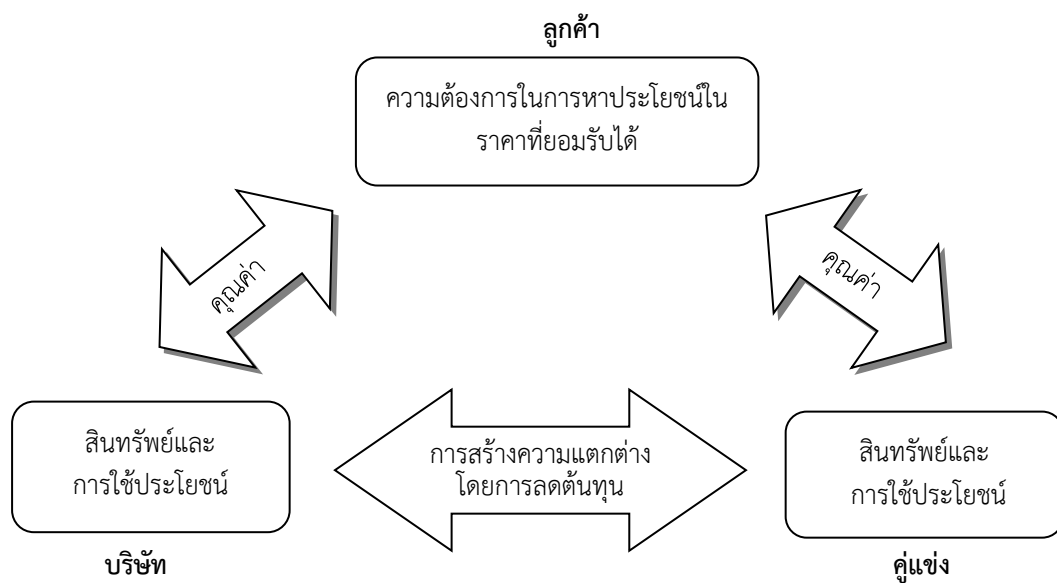 ลูกค้า
ความต้องการในการหาประโยชน์ใน
ราคาที่ยอมรับได้
คุณค่า
คุณค่า
สินทรัพย์และ
การใช้ประโยชน์
การสร้างความแตกต่าง
โดยการลดต้นทุน
สินทรัพย์และ
การใช้ประโยชน์
บริษัท
คู่แข่ง